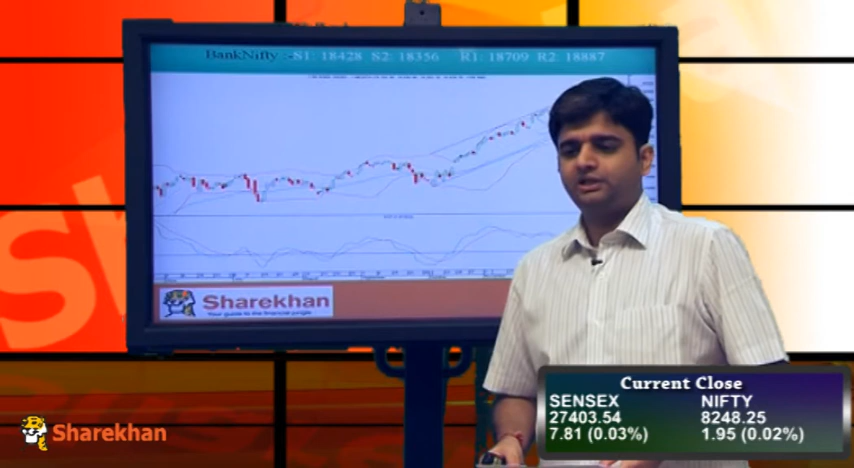 BankNifty :-S1: 18428 S2: 18356 R1: 18709 R2: 18887
Sharekhan
Your guide to the financial jungle
Sharekhan
Current Close
SENSEX NIFTY
27403.54 8248.25
7.81 (0.03%) 1.95 (0.02%)